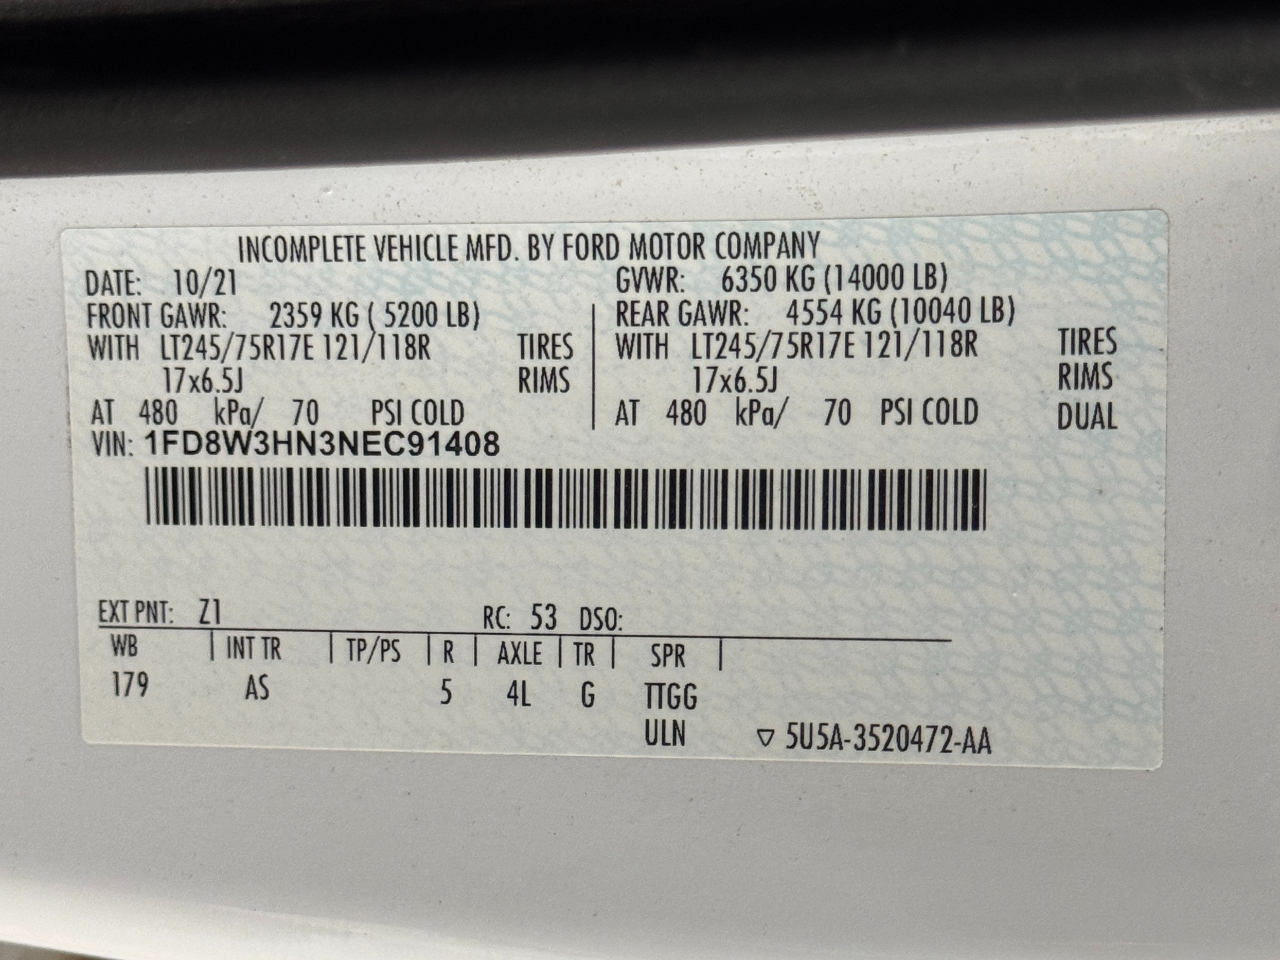 INCOMPLETE VEHICLE MFD. BY FORD MOTOR COMPANY
DATE: 10/21 GVWR: 6350 KG (14000 LB)
FRONT GAWR: 2359 KG ( 5200 LB) REAR GAWR: 4554 KG (10040 LB)
WITH LT245/75R17E 121/118R TIRES WITH LT245/75R17E 121/118R TIRES
17x6.5J RIMS 17x6.5J RIMS
AT 480 kPa/ 70 PSI COLD AT 480 kPa/ 70 PSI COLD DUAL
VIN: 1FD8W3HN3NEC91408
EXT PNT: Z1 RC: 53 DSO:
WB | INT TR | TP/PS | R | AXLE | TR | SPR |
179 AS 5 4L G TTGG
ULN ▽ 5U5A-3520472-AA